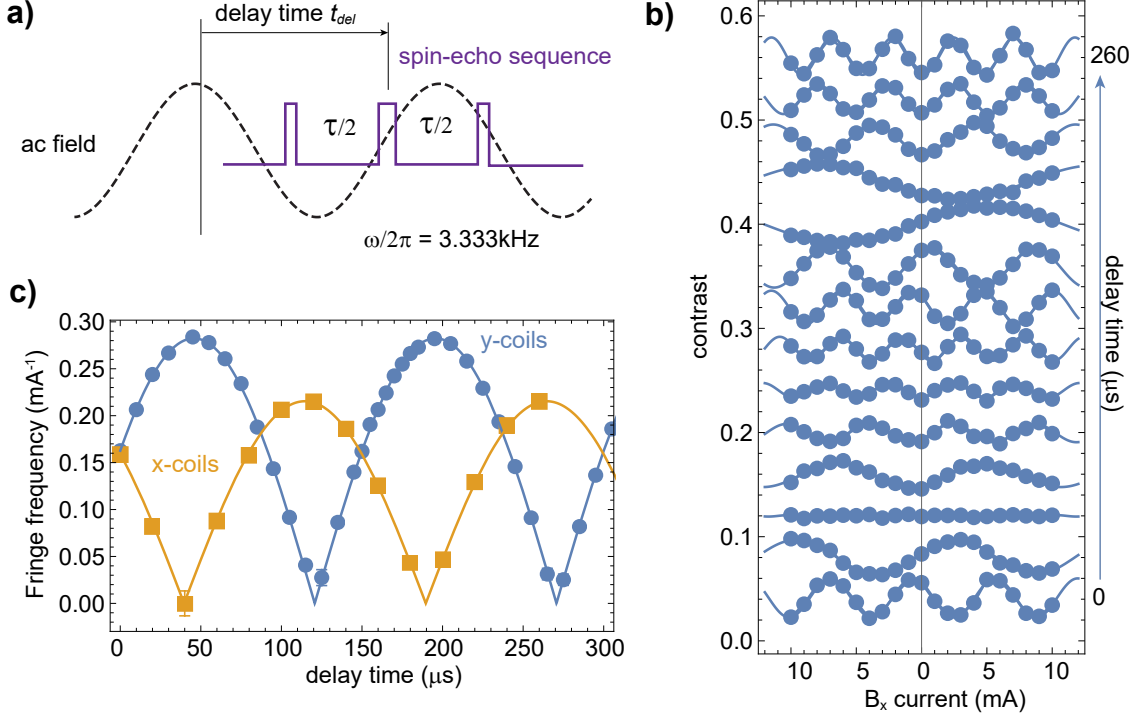 a)
delay time t_del
spin-echo sequence
τ/2
τ/2
ac field
ω/2π = 3.333kHz
b)
0.6
0.5
0.4
0.3
0.2
0.1
0.0
contrast
10
5
0
5
10
B_x current (mA)
260
delay time (μs)
0
c)
0.30
0.25
0.20
0.15
0.10
0.05
0.00
Fringe frequency (mA⁻¹)
y-coils
x-coils
0
50
100
150
200
250
300
delay time (μs)